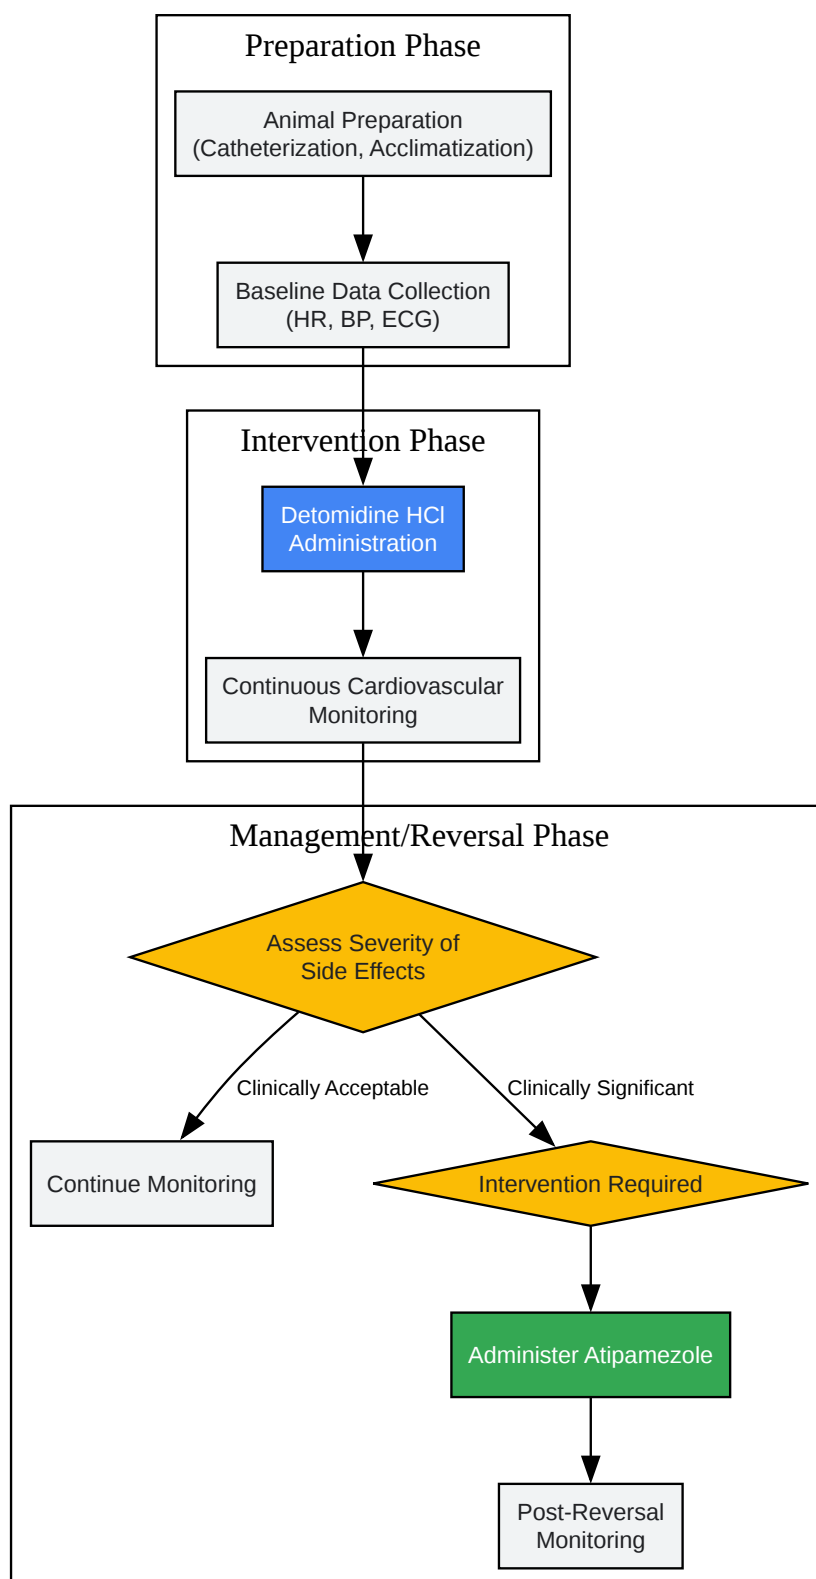 Preparation Phase
Animal Preparation
(Catheterization, Acclimatization)
Baseline Data Collection
(HR, BP, ECG)
Intervention Phase
Detomidine HCl
Administration
Continuous Cardiovascular
Monitoring
Management/Reversal Phase
Assess Severity of
Side Effects
Clinically Acceptable
Clinically Significant
Continue Monitoring
Intervention Required
Administer Atipamezole
Post-Reversal
Monitoring